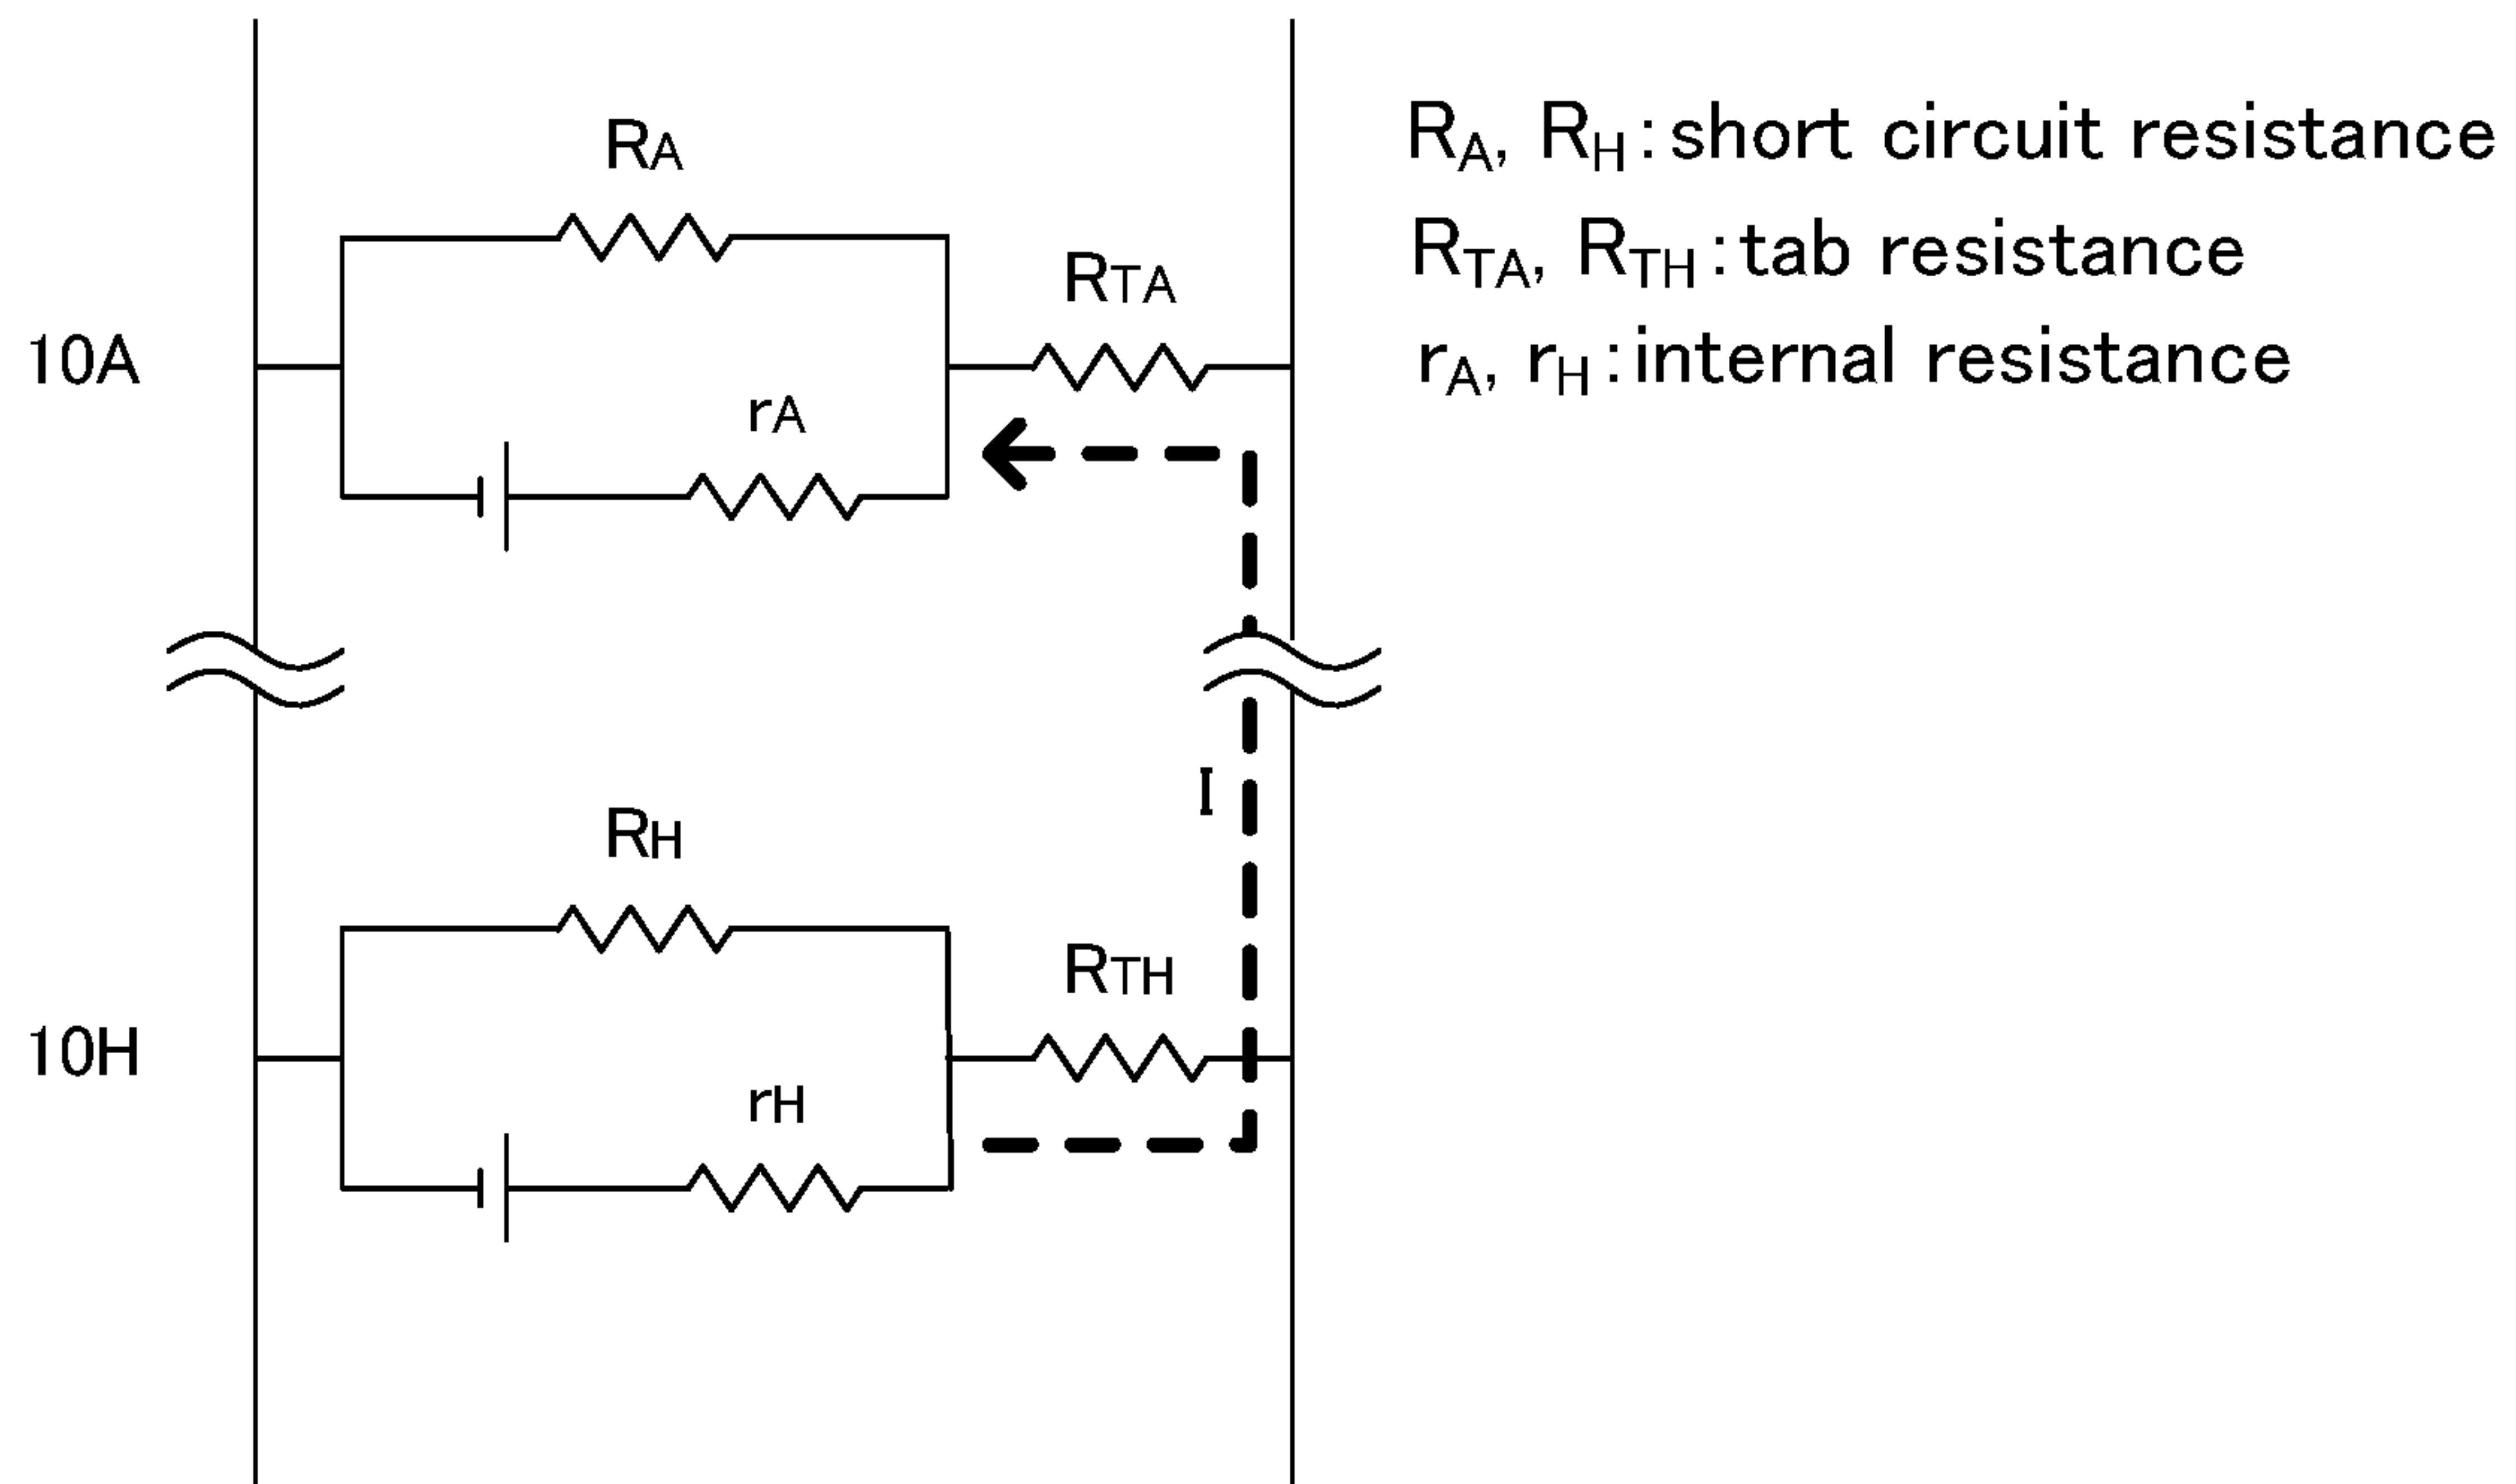 RA
RTA
10A
rA
I
RH
RTH
10H
rH
RA, RH:short circuit resistance
RTA, RTH:tab resistance
rA, rH:internal resistance